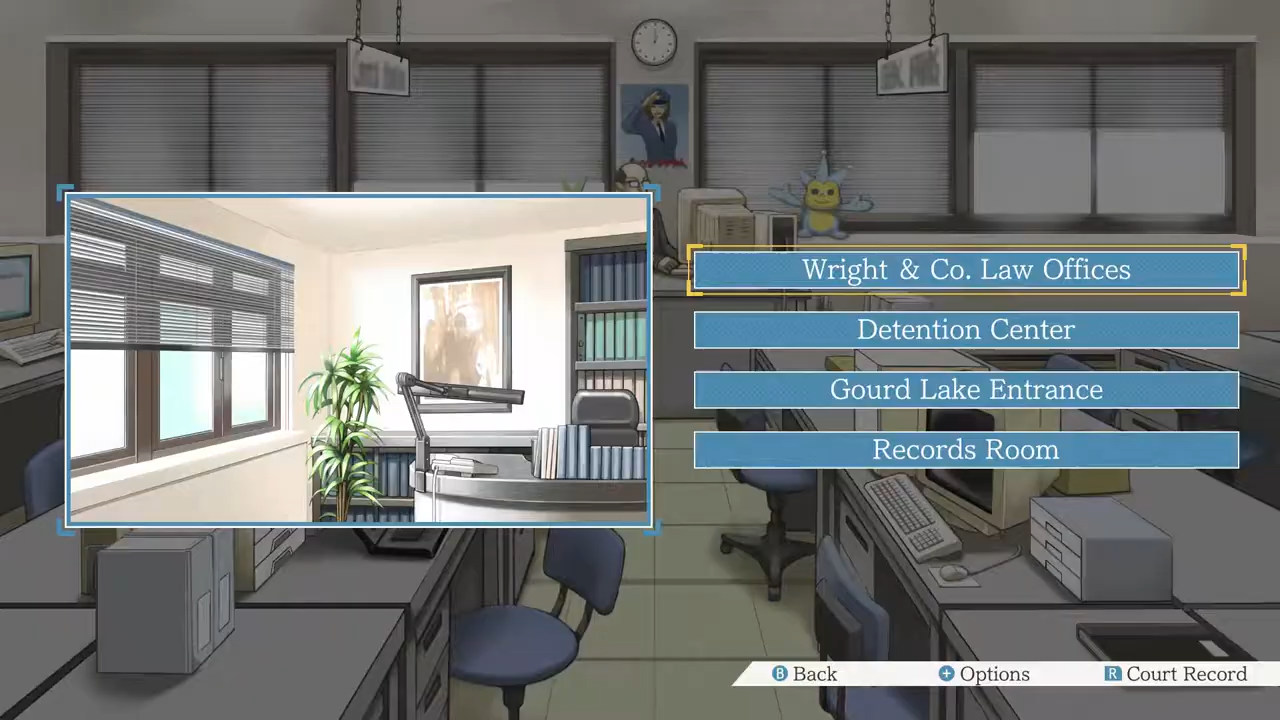 Wright & Co. Law Offices
Detention Center
Gourd Lake Entrance
Records Room
B Back
+ Options
R Court Record